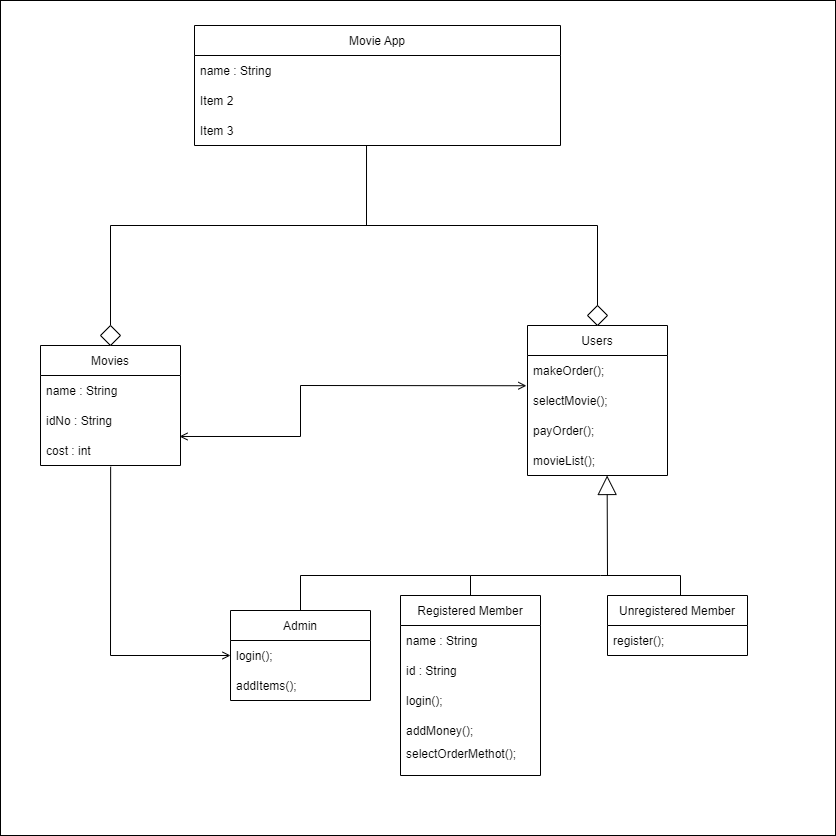 Movie App
name : String
Item 2
Item 3
Movies
name : String
idNo : String
cost : int
Users
makeOrder();
selectMovie();
payOrder();
movieList();
Admin
login();
addItems();
Registered Member
name : String
id : String
login();
addMoney();
selectOrderMethot();
Unregistered Member
register();